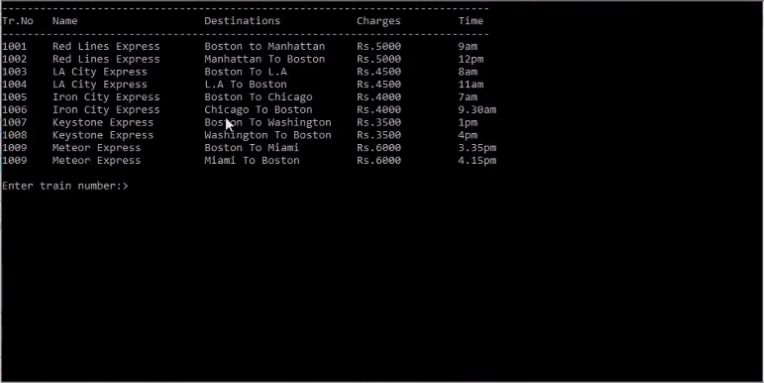 --------------------------------------------------------------------------------
Tr.No   Name                    Destinations            Charges         Time
--------------------------------------------------------------------------------
1001    Red Lines Express       Boston to Manhattan     Rs.5000         9am
1002    Red Lines Express       Manhattan To Boston     Rs.5000         12pm
1003    LA City Express         Boston To L.A           Rs.4500         8am
1004    LA City Express         L.A To Boston           Rs.4500         11am
1005    Iron City Express       Boston To Chicago       Rs.4000         7am
1006    Iron City Express       Chicago To Boston       Rs.4000         9.30am
1007    Keystone Express        Boston To Washington    Rs.3500         1pm
1008    Keystone Express        Washington To Boston    Rs.3500         4pm
1009    Meteor Express          Boston To Miami         Rs.6000         3.35pm
1009    Meteor Express          Miami To Boston         Rs.6000         4.15pm
Enter train number:>